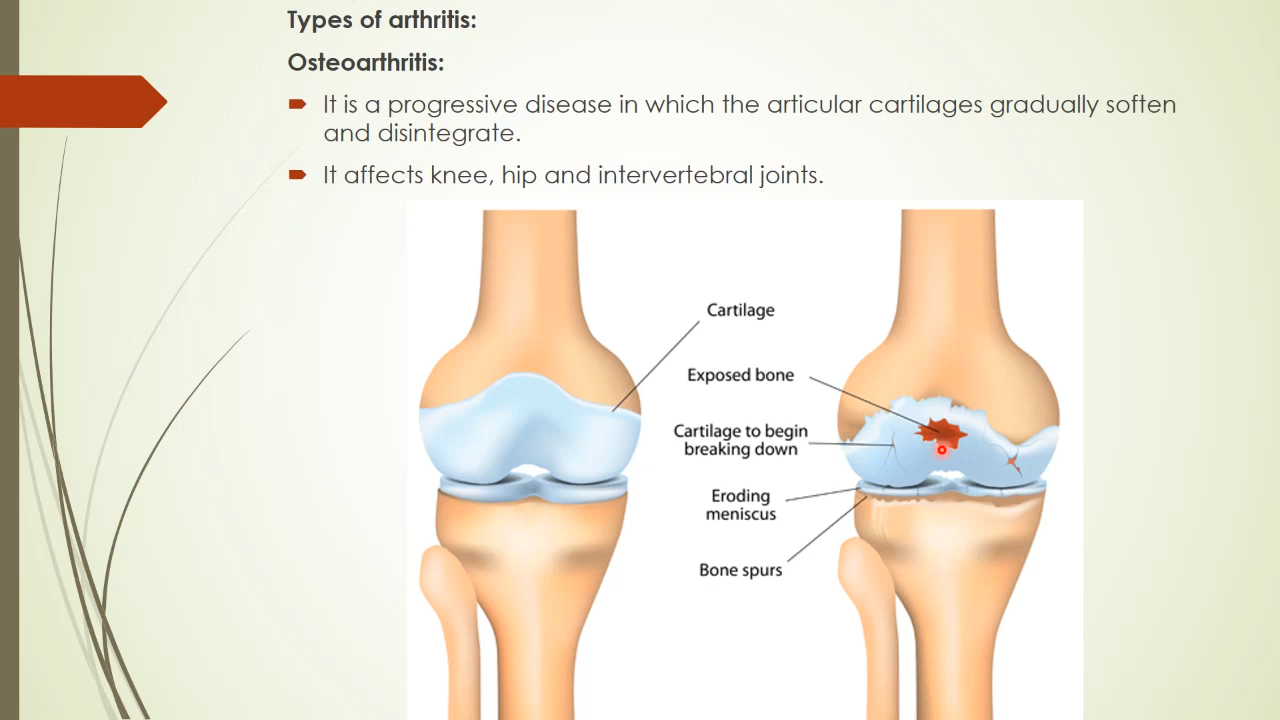 Types of arthritis:
Osteoarthritis:
It is a progressive disease in which the articular cartilages gradually soften
and disintegrate.
It affects knee, hip and intervertebral joints.
Cartilage
Exposed bone
Cartilage to begin
breaking down
Eroding
meniscus
Bone spurs